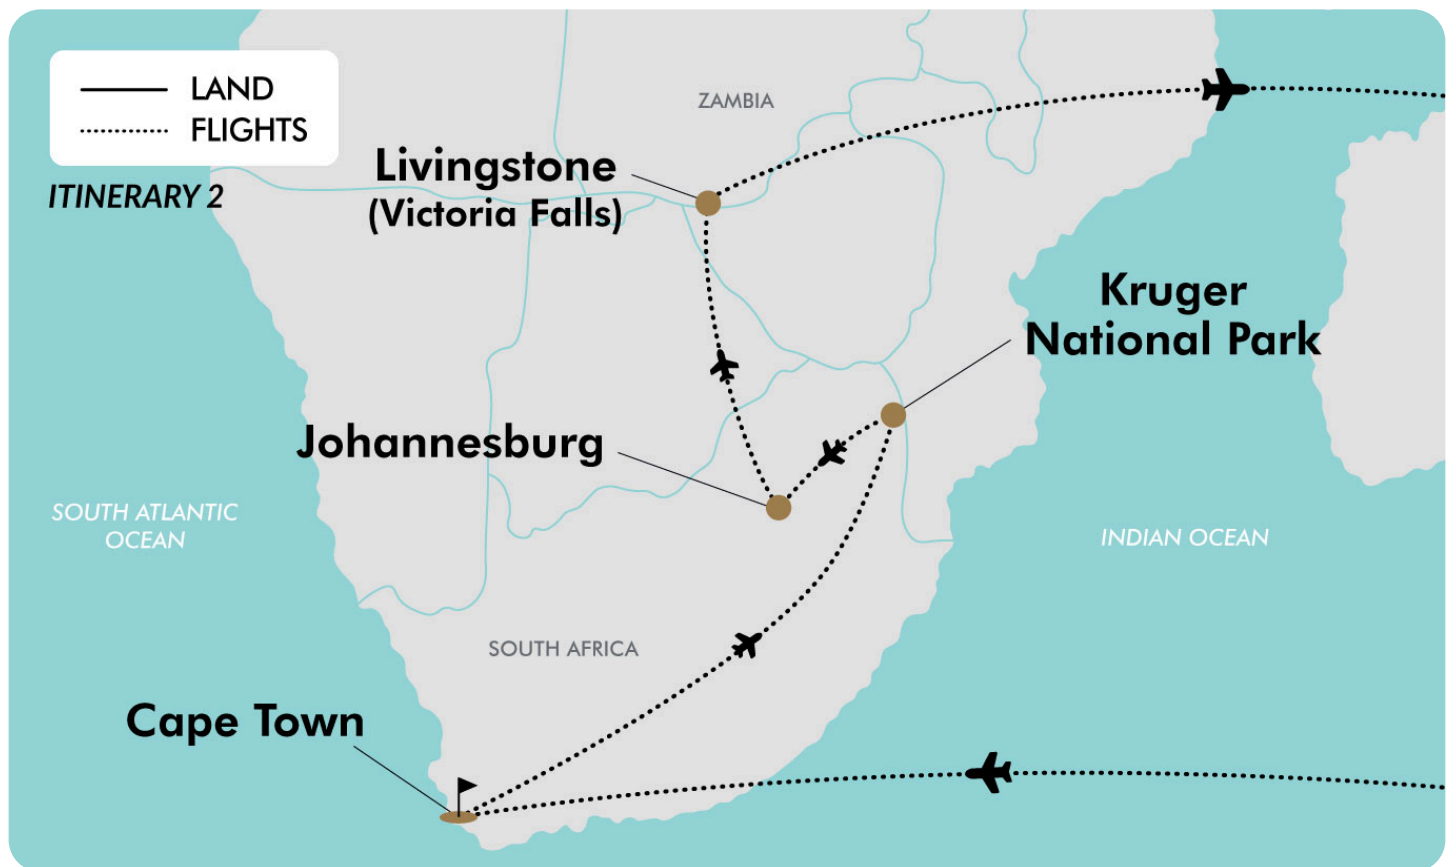 LAND
FLIGHTS
ITINERARY 2
ZAMBIA
Livingstone
(Victoria Falls)
Kruger
National Park
Johannesburg
SOUTH ATLANTIC
OCEAN
INDIAN OCEAN
SOUTH AFRICA
Cape Town